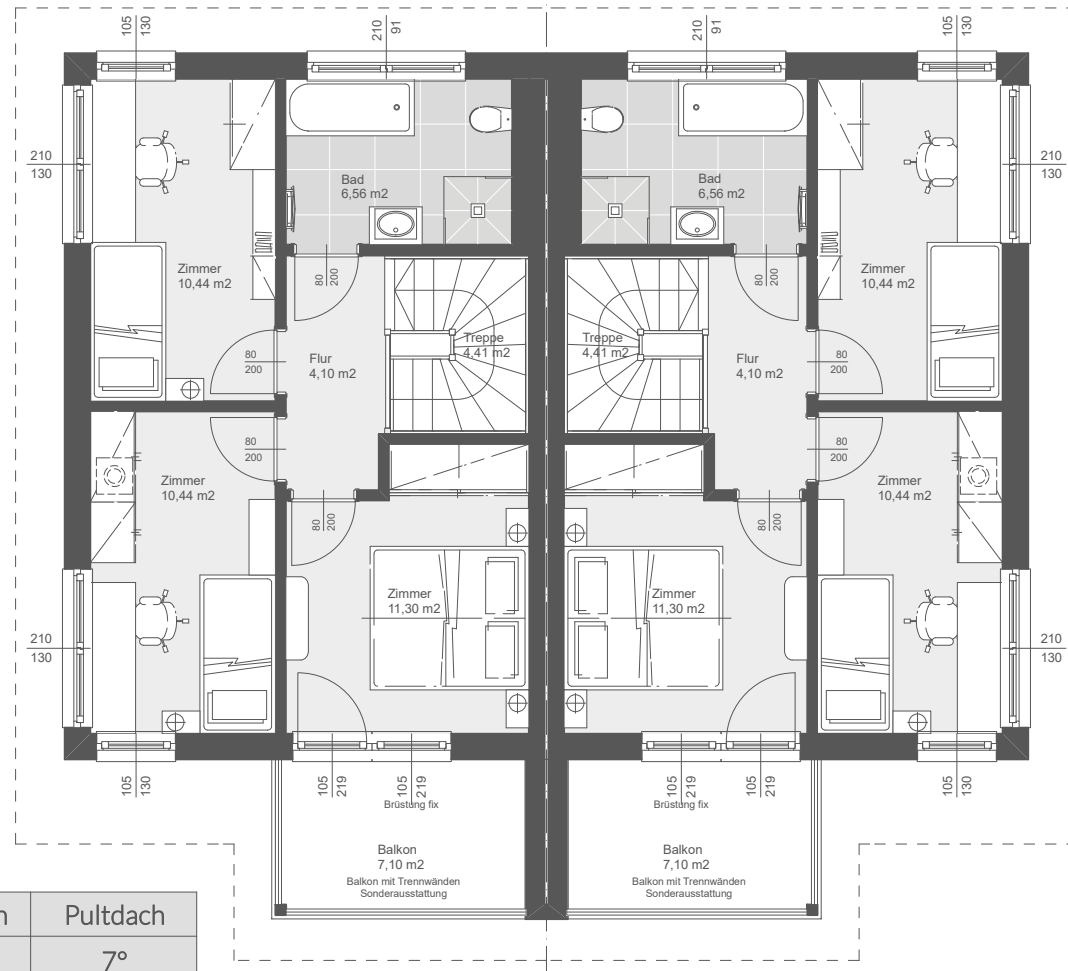 105
130
210
91
210
91
105
130
210
130
210
130
Bad
6,56 m2
Bad
6,56 m2
Zimmer
10,44 m2
80
200
80
200
Zimmer
10,44 m2
Treppe
4,41 m2
Treppe
4,41 m2
80
200
Flur
4,10 m2
Flur
4,10 m2
80
200
80
200
80
200
Zimmer
10,44 m2
Zimmer
10,44 m2
80
200
80
200
Zimmer
11,30 m2
Zimmer
11,30 m2
210
130
210
130
105
130
105
219
105
219
105
219
105
219
105
130
Brüstung fix
Brüstung fix
Balkon
7,10 m2
Balkon mit Trennwänden
Sonderausstattung
Balkon
7,10 m2
Balkon mit Trennwänden
Sonderausstattung
n
Pultdach
7°